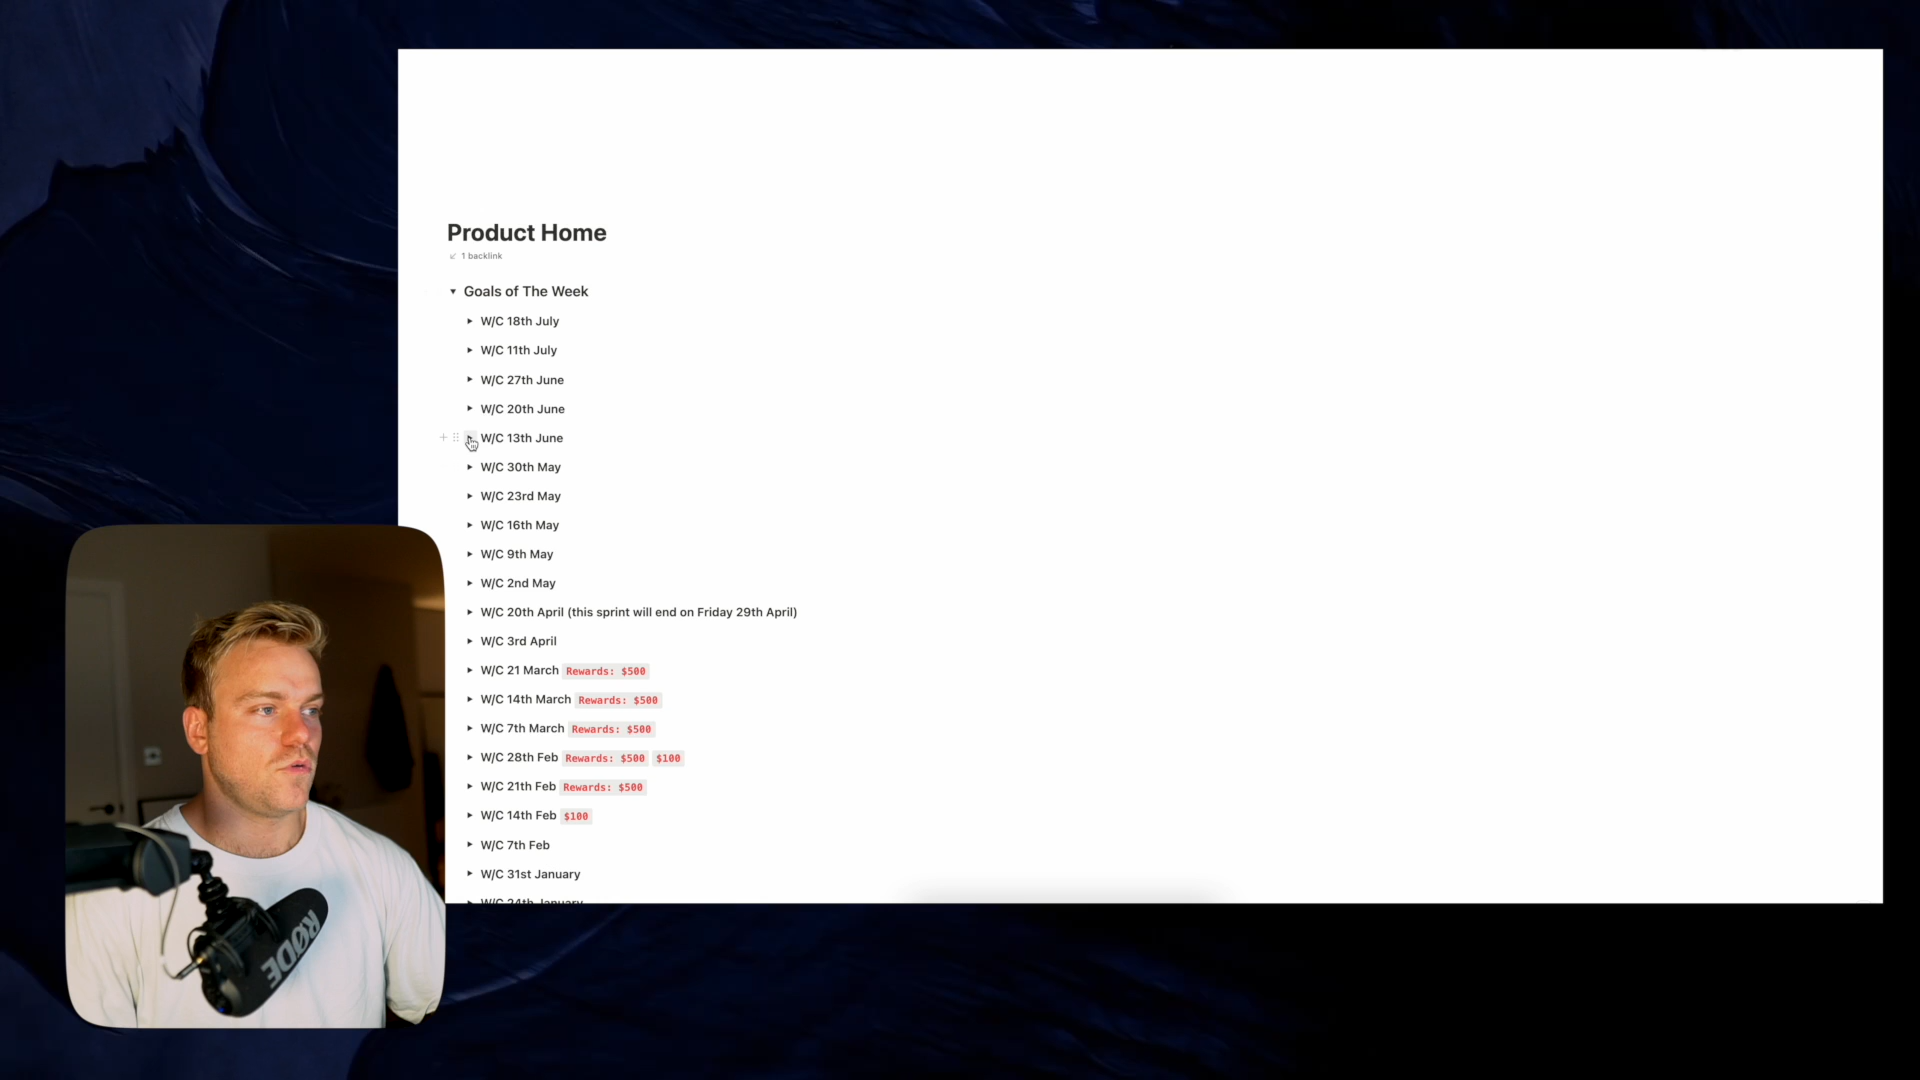 Product Home
1 backlink
Goals of The Week
W/C 18th July
W/C 11th July
W/C 27th June
W/C 20th June
W/C 13th June
W/C 30th May
W/C 23rd May
W/C 16th May
W/C 9th May
W/C 2nd May
W/C 20th April (this sprint will end on Friday 29th April)
W/C 3rd April
W/C 21 March Rewards: $500
W/C 14th March Rewards: $500
W/C 7th March Rewards: $500
W/C 28th Feb Rewards: $500 $100
W/C 21th Feb Rewards: $500
W/C 14th Feb $100
W/C 7th Feb
W/C 31st January
W/C 24th January
RØDE